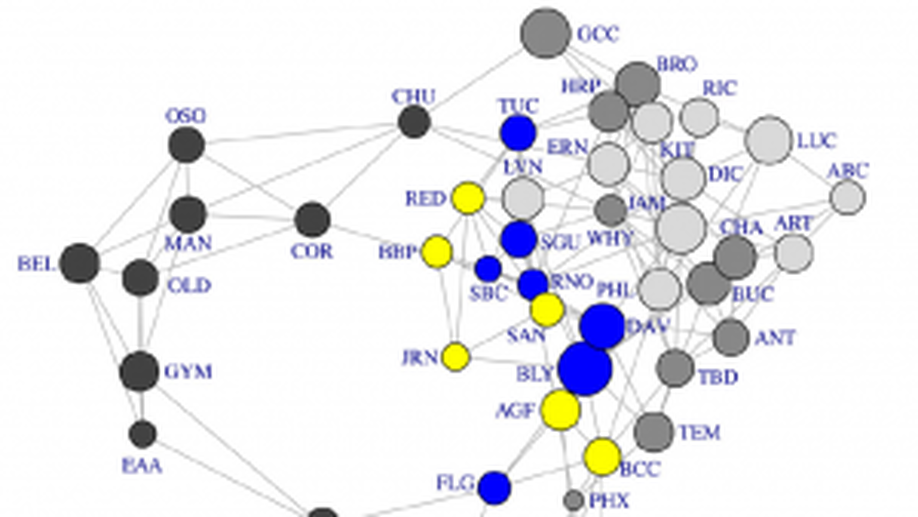 GCC
BRO
HRP
RIC
CHU
TUC
OSO
LUC
ERN
KIT
LVN
DIC
ABC
RED
JAM
CHA
ART
MAN
COR
BBP
SGU
WHY
BEL
OLD
SBC
RNO
PHL
BUC
SAN
DAV
ANT
JRN
GYM
BLY
TBD
AGF
TEM
EAA
BCC
FLG
PHX